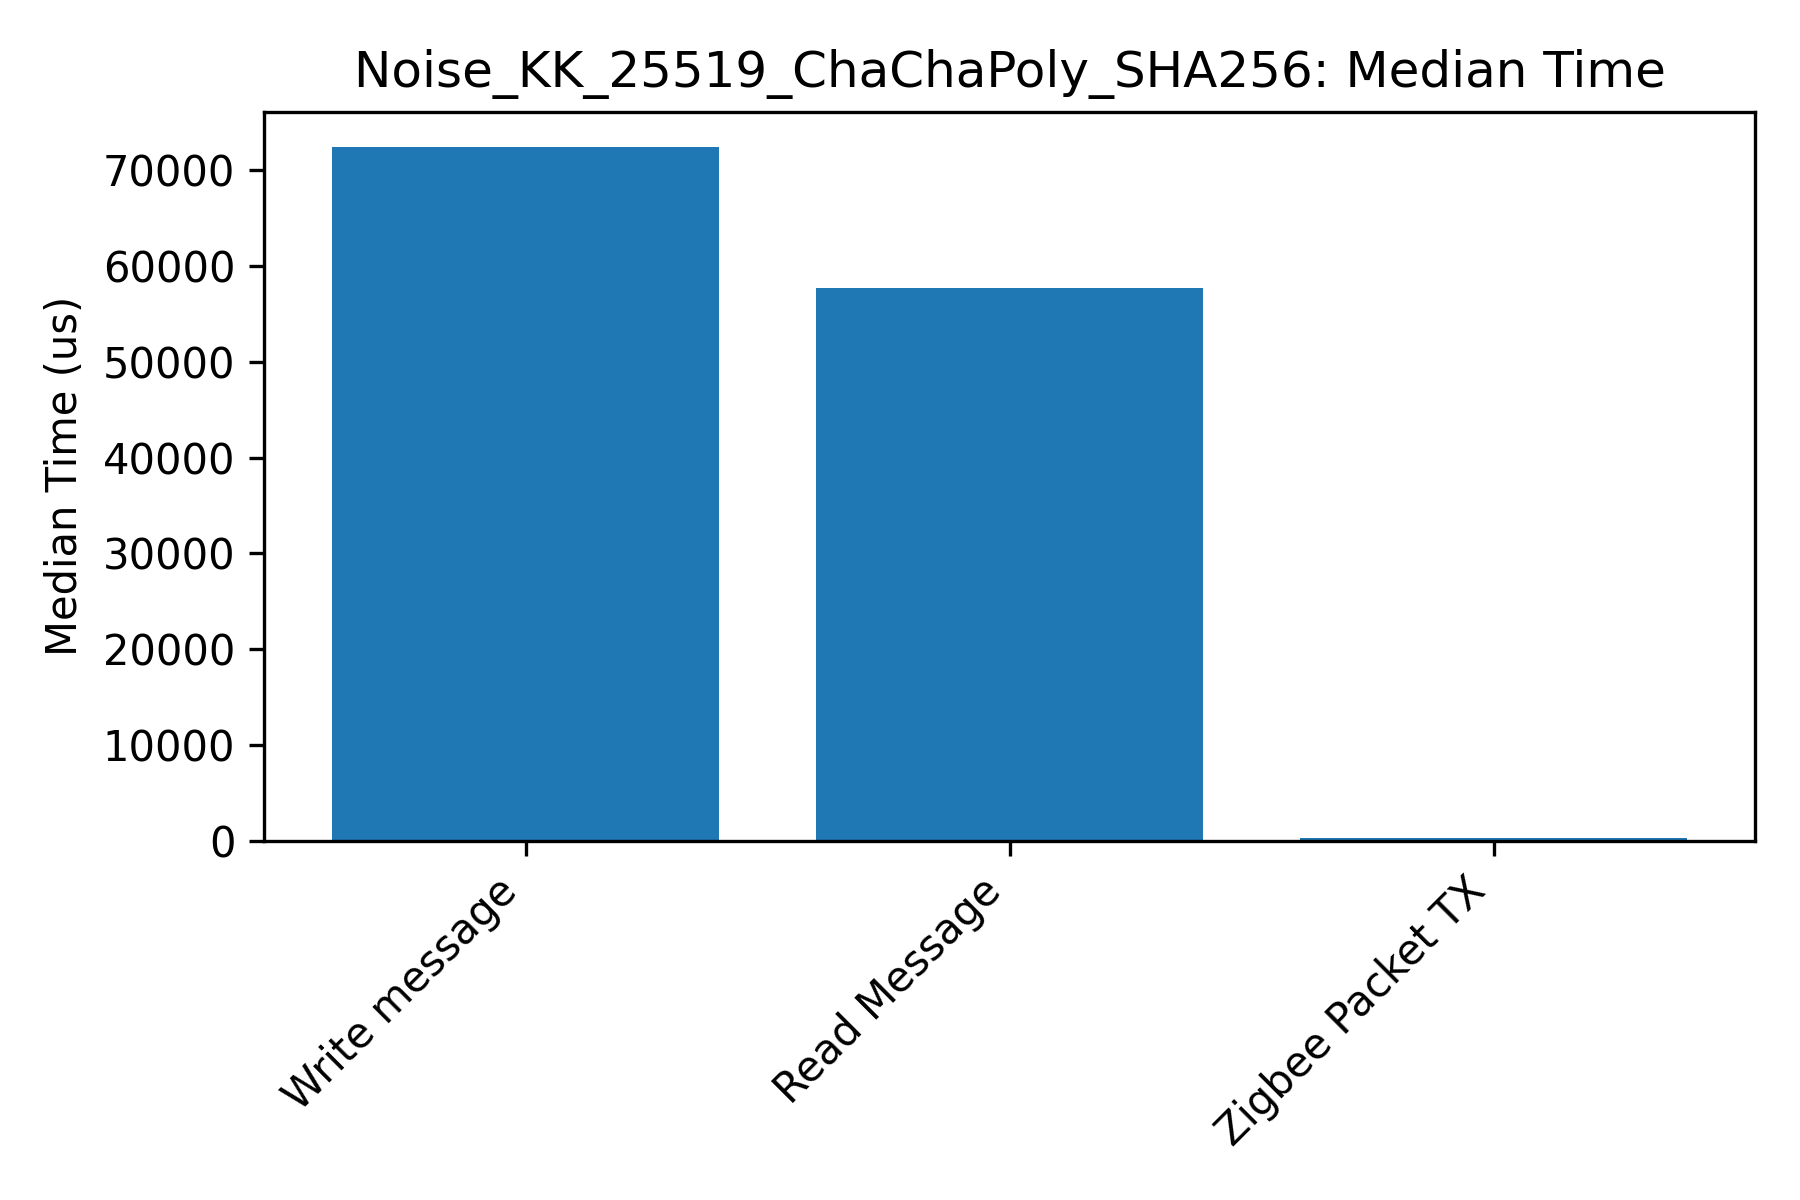 Noise_KK_25519_ChaChaPoly_SHA256: Median Time
Median Time (us)
70000
60000
50000
40000
30000
20000
10000
0
Write message
Read Message
Zigbee Packet TX